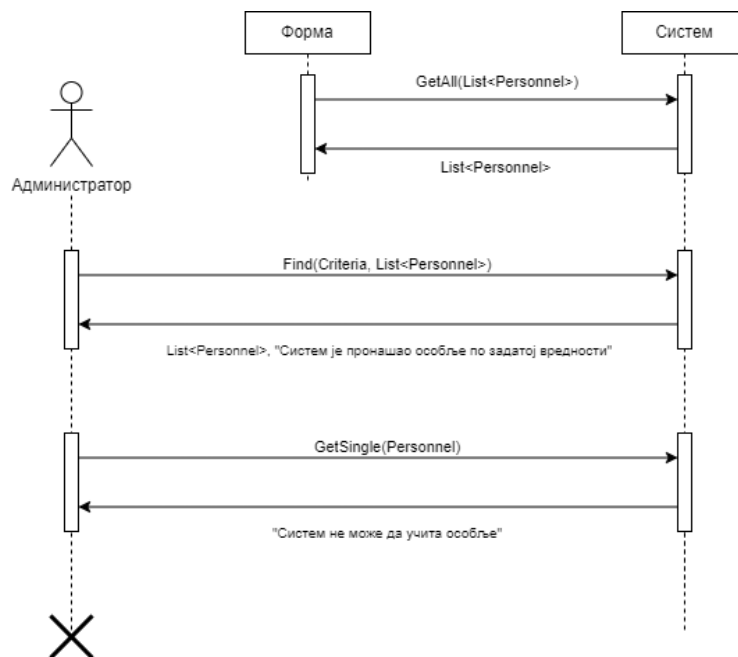 Форма
Систем
GetAll(List<Personnel>)
List<Personnel>
Администратор
Find(Criteria, List<Personnel>)
List<Personnel>, "Систем је пронашао особље по задатој вредности"
GetSingle(Personnel)
"Систем не може да учита особље"